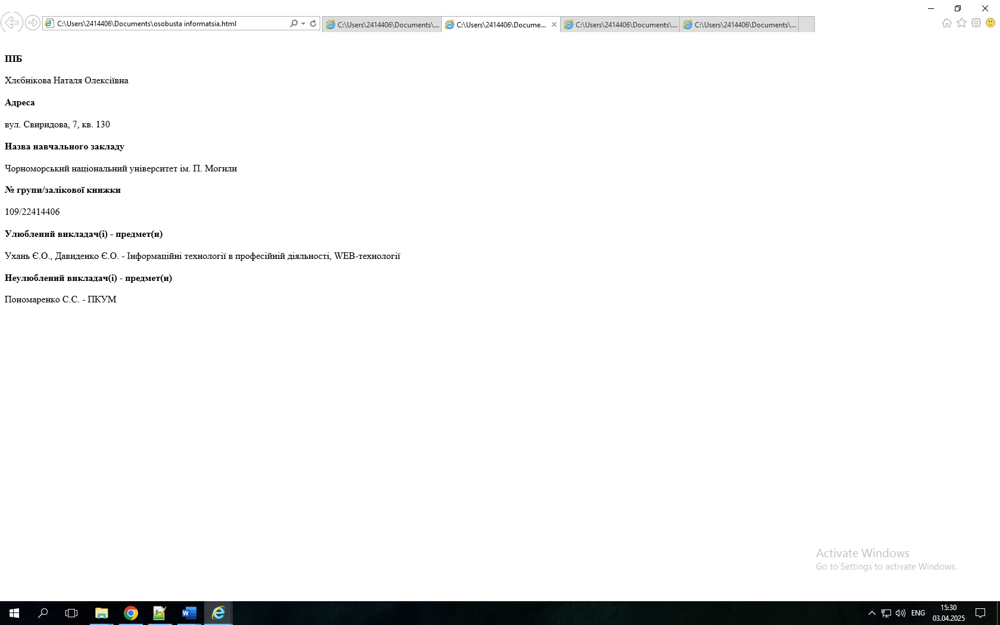 C:\Users\2414406\Documents\osobusta informatsia.html
C:\Users\2414406\Documents\...
C:\Users\2414406\Docume...
C:\Users\2414406\Documents\...
C:\Users\2414406\Documents\...
ПІБ
Хлєбнікова Наталя Олексіївна
Адреса
вул. Свиридова, 7, кв. 130
Назва навчального закладу
Чорноморський національний університет ім. П. Могили
№ групи/залікової книжки
109/22414406
Улюблений викладач(і) - предмет(и)
Ухань Є.О., Давиденко Є.О. - Інформаційні технології в професійній діяльності, WEB-технології
Неулюблений викладач(і) - предмет(и)
Пономаренко С.С. - ПКУМ
Activate Windows
Go to Settings to activate Windows.
ENG
15:30
03.04.2025